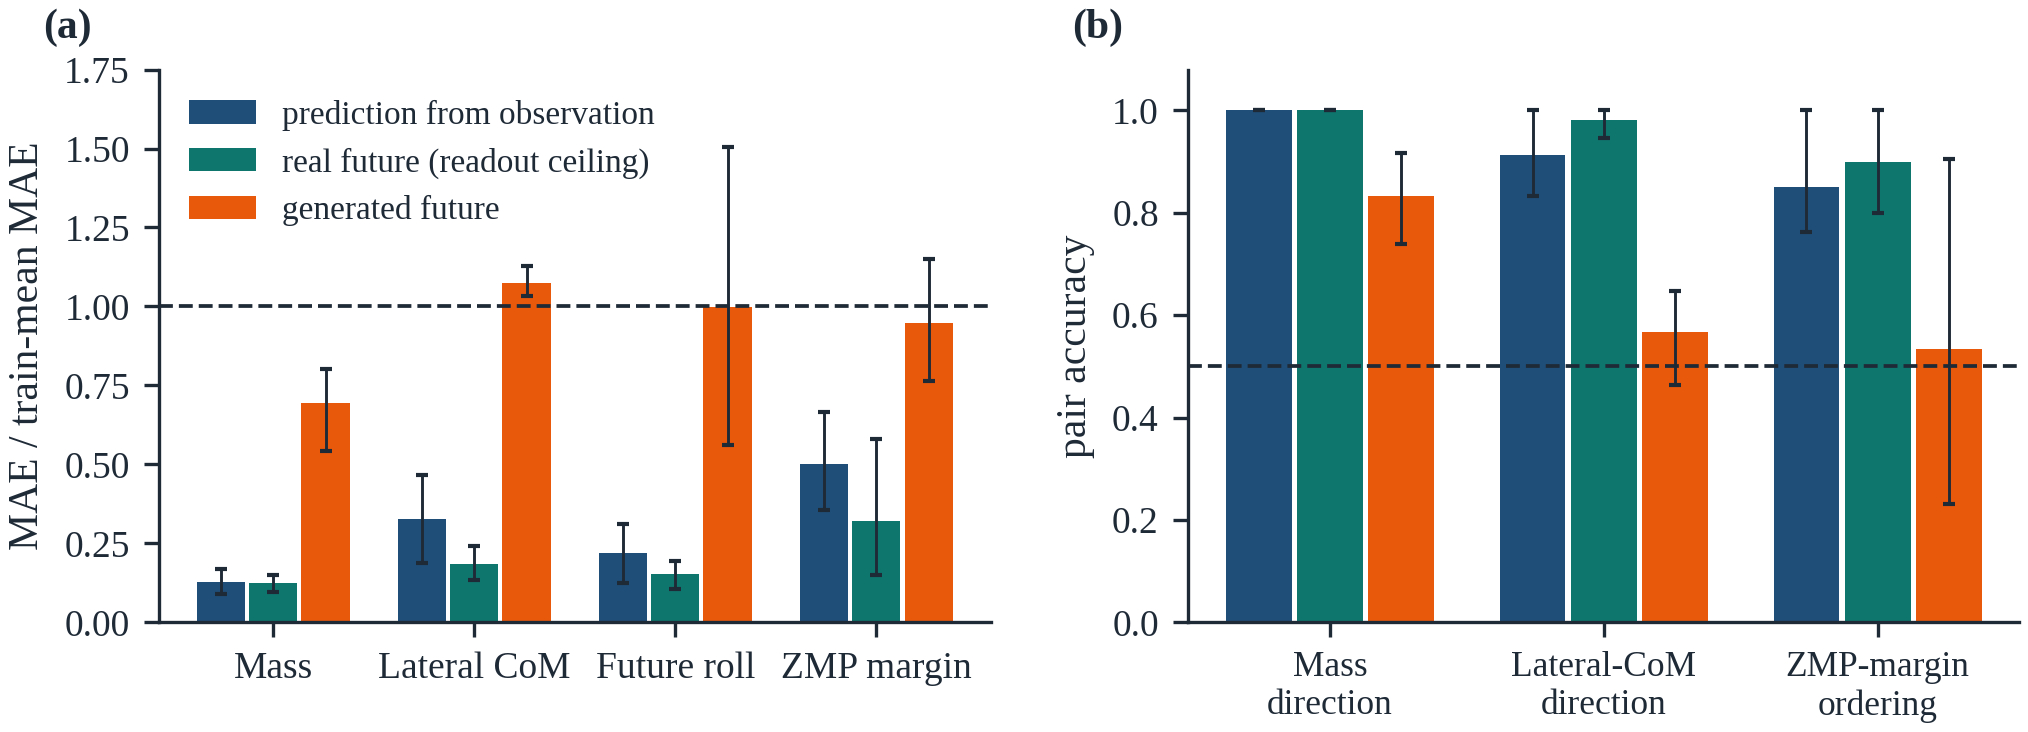 (a)
MAE / train-mean MAE
1.75
1.50
1.25
1.00
0.75
0.50
0.25
0.00
prediction from observation
real future (readout ceiling)
generated future
Mass
Lateral CoM
Future roll
ZMP margin
(b)
pair accuracy
1.0
0.8
0.6
0.4
0.2
0.0
Mass
direction
Lateral-CoM
direction
ZMP-margin
ordering